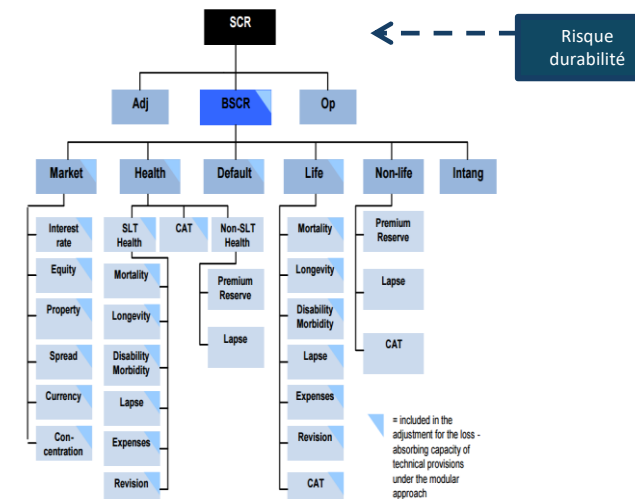 SCR
Risque
durabilité
Adj
BSCR
Op
Market
Health
Default
Life
Non-life
Intang
Interest
rate
Equity
Property
Spread
Currency
Con-
centration
SLT
Health
CAT
Non-SLT
Health
Mortality
Longevity
Disability
Morbidity
Lapse
Expenses
Revision
Premium
Reserve
Lapse
Mortality
Longevity
Disability
Morbidity
Lapse
Expenses
Revision
CAT
Premium
Reserve
Lapse
CAT
= included in the
adjustment for the loss -
absorbing capacity of
technical provisions
under the modular
approach